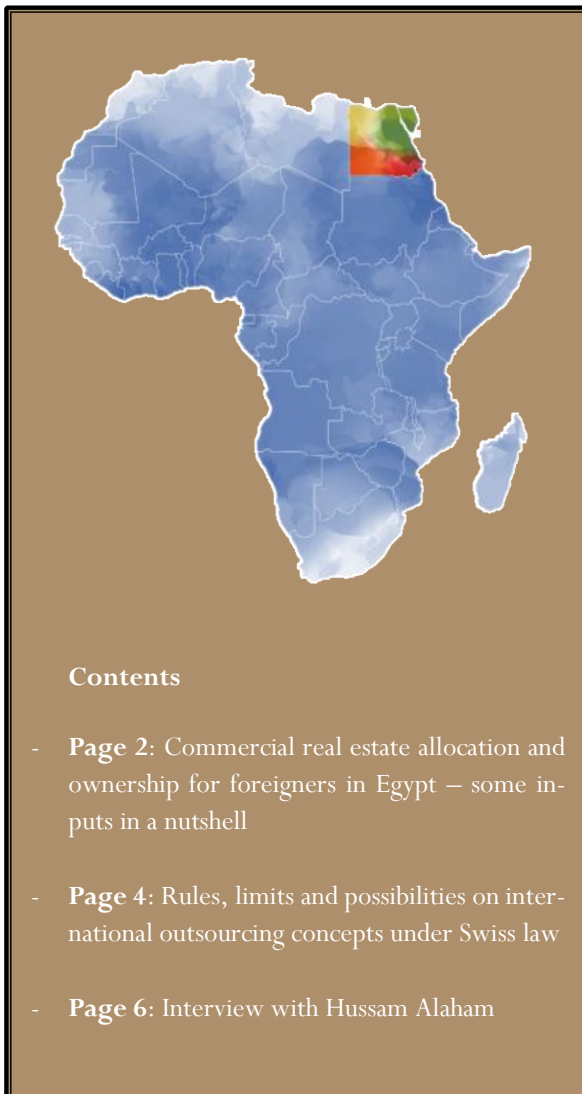 Contents
- Page 2: Commercial real estate allocation and
ownership for foreigners in Egypt – some in-
puts in a nutshell
- Page 4: Rules, limits and possibilities on inter-
national outsourcing concepts under Swiss law
- Page 6: Interview with Hussam Alaham